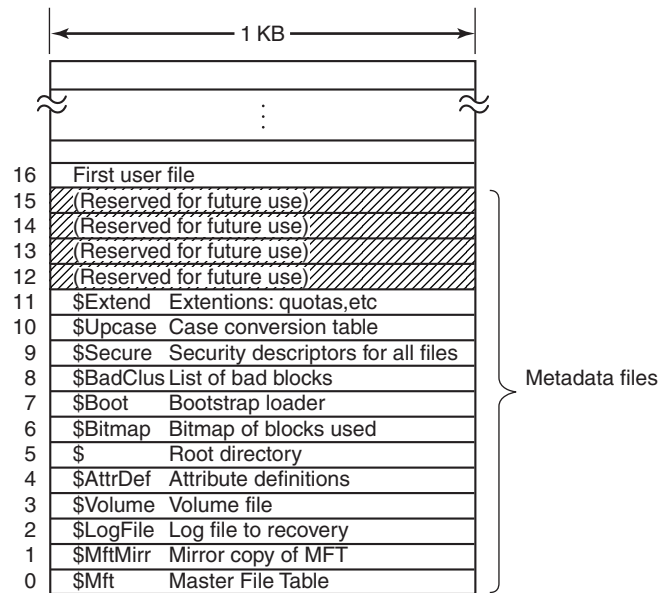 1 KB
16 First user file
15 (Reserved for future use)
14 (Reserved for future use)
13 (Reserved for future use)
12 (Reserved for future use)
11 $Extend Extentions: quotas,etc
10 $Upcase Case conversion table
9 $Secure Security descriptors for all files
8 $BadClus List of bad blocks
7 $Boot Bootstrap loader
6 $Bitmap Bitmap of blocks used
5 $ Root directory
4 $AttrDef Attribute definitions
3 $Volume Volume file
2 $LogFile Log file to recovery
1 $MftMirr Mirror copy of MFT
0 $Mft Master File Table
Metadata files